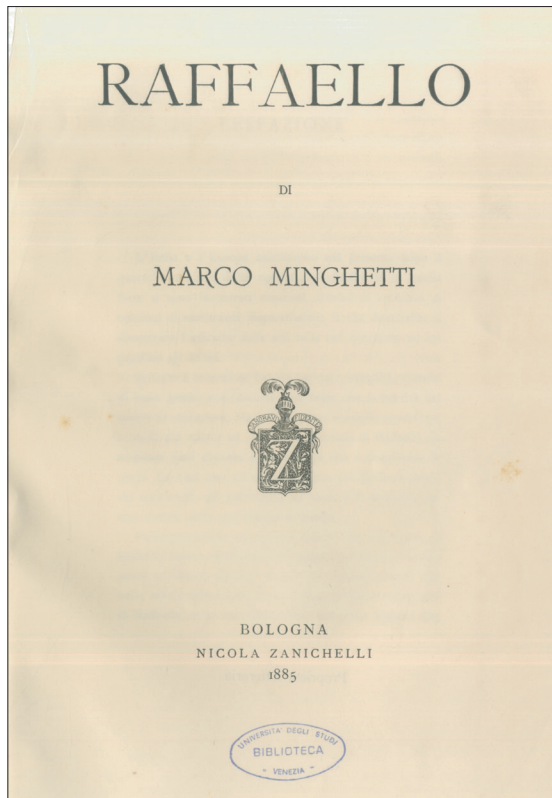 RAFFAELLO
DI
MARCO MINGHETTI
Z
BOLOGNA
NICOLA ZANICHELLI
1885
UNIVERSITA' DEGLI STUDI
BIBLIOTECA
- VENEZIA -